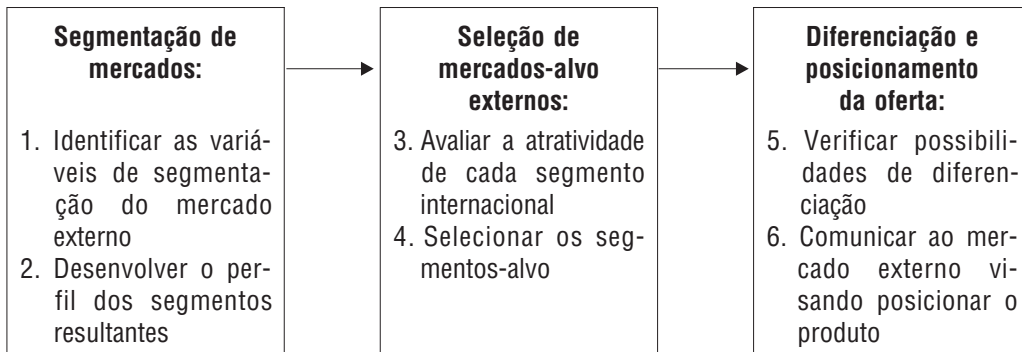 Segmentação de
mercados:
1. Identificar as variá-
veis de segmenta-
ção do mercado
externo
2. Desenvolver o per-
fil dos segmentos
resultantes
Seleção de
mercados-alvo
externos:
3. Avaliar a atratividade
de cada segmento
internacional
4. Selecionar os seg-
mentos-alvo
Diferenciação e
posicionamento
da oferta:
5. Verificar possibili-
dades de diferen-
ciação
6. Comunicar ao mer-
cado externo vi-
sando posicionar o
produto